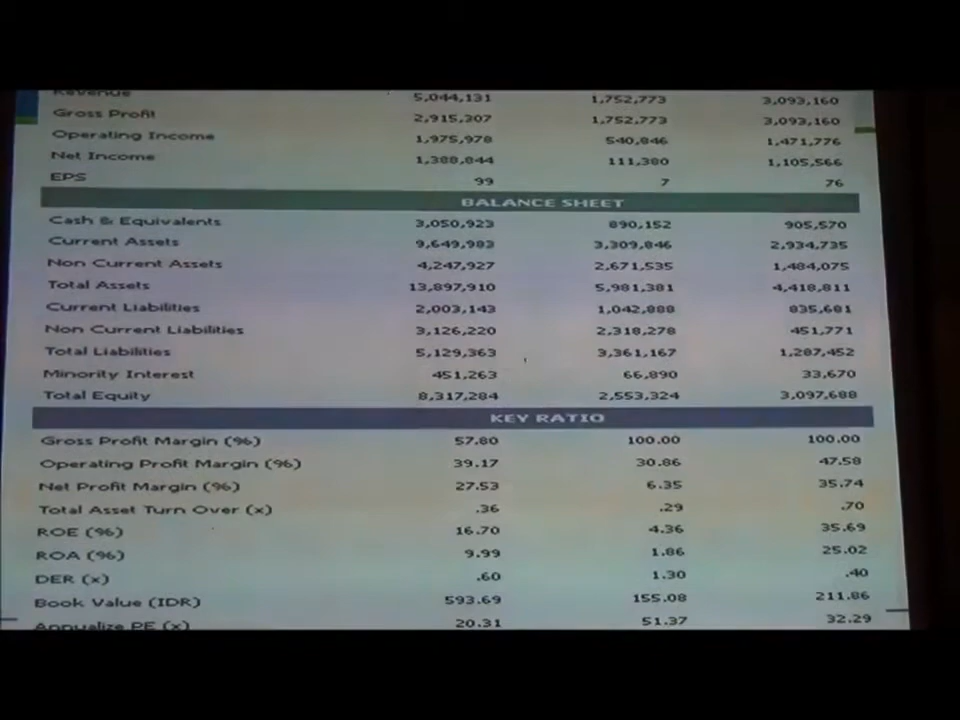 Revenue 5,044,131 1,752,773 3,093,160
Gross Profit 2,915,307 1,752,773 3,093,160
Operating Income 1,975,978 540,846 1,471,776
Net Income 1,388,844 111,380 1,105,566
EPS 99 7 76
BALANCE SHEET
Cash & Equivalents 3,050,923 890,152 905,570
Current Assets 9,649,983 3,309,846 2,934,735
Non Current Assets 4,247,927 2,671,535 1,484,075
Total Assets 13,897,910 5,981,381 4,418,811
Current Liabilities 2,003,143 1,042,888 835,681
Non Current Liabilities 3,126,220 2,318,278 451,771
Total Liabilities 5,129,363 3,361,167 1,287,452
Minority Interest 451,263 66,890 33,670
Total Equity 8,317,284 2,553,324 3,097,688
KEY RATIO
Gross Profit Margin (%) 57.80 100.00 100.00
Operating Profit Margin (%) 39.17 30.86 47.58
Net Profit Margin (%) 27.53 6.35 35.74
Total Asset Turn Over (x) .36 .29 .70
ROE (%) 16.70 4.36 35.69
ROA (%) 9.99 1.86 25.02
DER (x) .60 1.30 .40
Book Value (IDR) 593.69 155.08 211.86
Annualize PE (x) 20.31 51.37 32.29